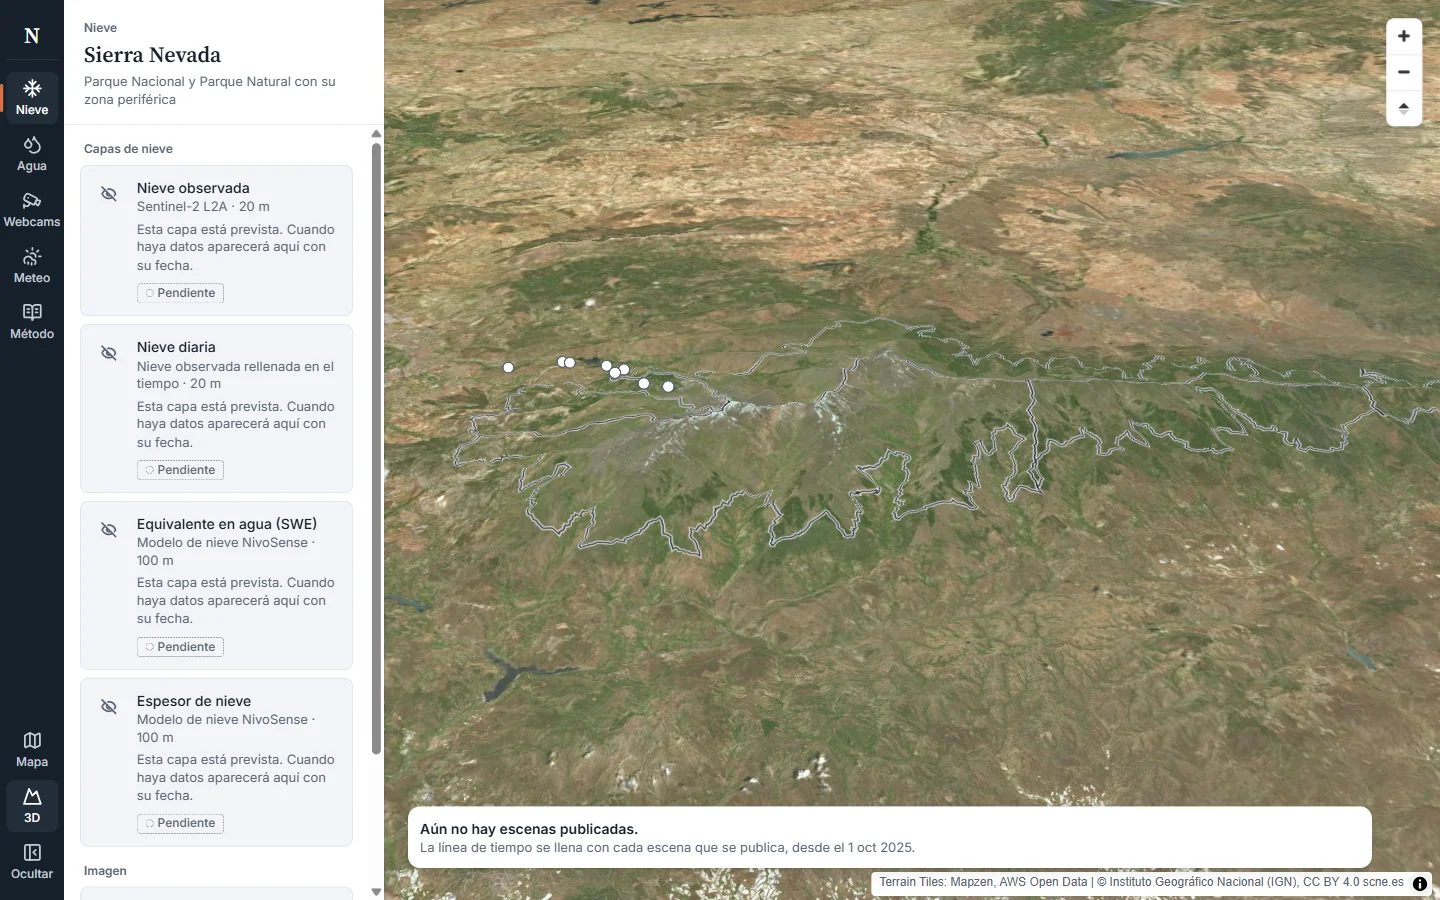 N
Nieve
Agua
Webcams
Meteo
Método
Mapa
3D
Ocultar
Nieve
Sierra Nevada
Parque Nacional y Parque Natural con su
zona periférica
Capas de nieve
Nieve observada
Sentinel-2 L2A · 20 m
Esta capa está prevista. Cuando
haya datos aparecerá aquí con
su fecha.
Pendiente
Nieve diaria
Nieve observada rellenada en el
tiempo · 20 m
Esta capa está prevista. Cuando
haya datos aparecerá aquí con
su fecha.
Pendiente
Equivalente en agua (SWE)
Modelo de nieve NivoSense ·
100 m
Esta capa está prevista. Cuando
haya datos aparecerá aquí con
su fecha.
Pendiente
Espesor de nieve
Modelo de nieve NivoSense ·
100 m
Esta capa está prevista. Cuando
haya datos aparecerá aquí con
su fecha.
Pendiente
Imagen
Aún no hay escenas publicadas.
La línea de tiempo se llena con cada escena que se publica, desde el 1 oct 2025.
Terrain Tiles: Mapzen, AWS Open Data | © Instituto Geográfico Nacional (IGN), CC BY 4.0 scne.es